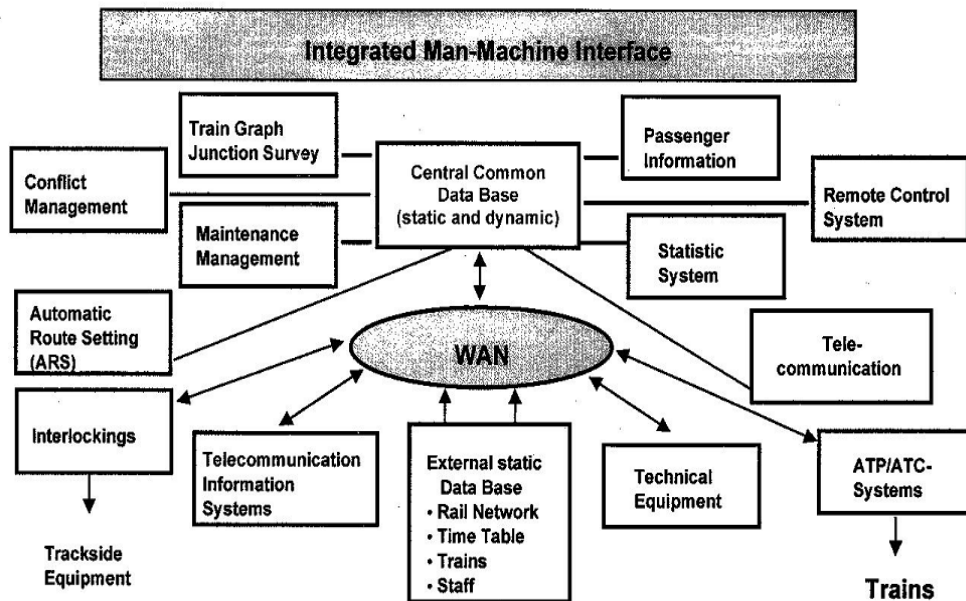 Integrated Man-Machine Interface
Train Graph
Junction Survey
Passenger
Information
Conflict
Management
Central Common
Data Base
(static and dynamic)
Remote Control
System
Maintenance
Management
Statistic
System
Automatic
Route Setting
(ARS)
WAN
Tele-
communication
Interlockings
Telecommunication
Information
Systems
External static
Data Base
• Rail Network
• Time Table
• Trains
• Staff
Technical
Equipment
ATP/ATC-
Systems
Trackside
Equipment
Trains